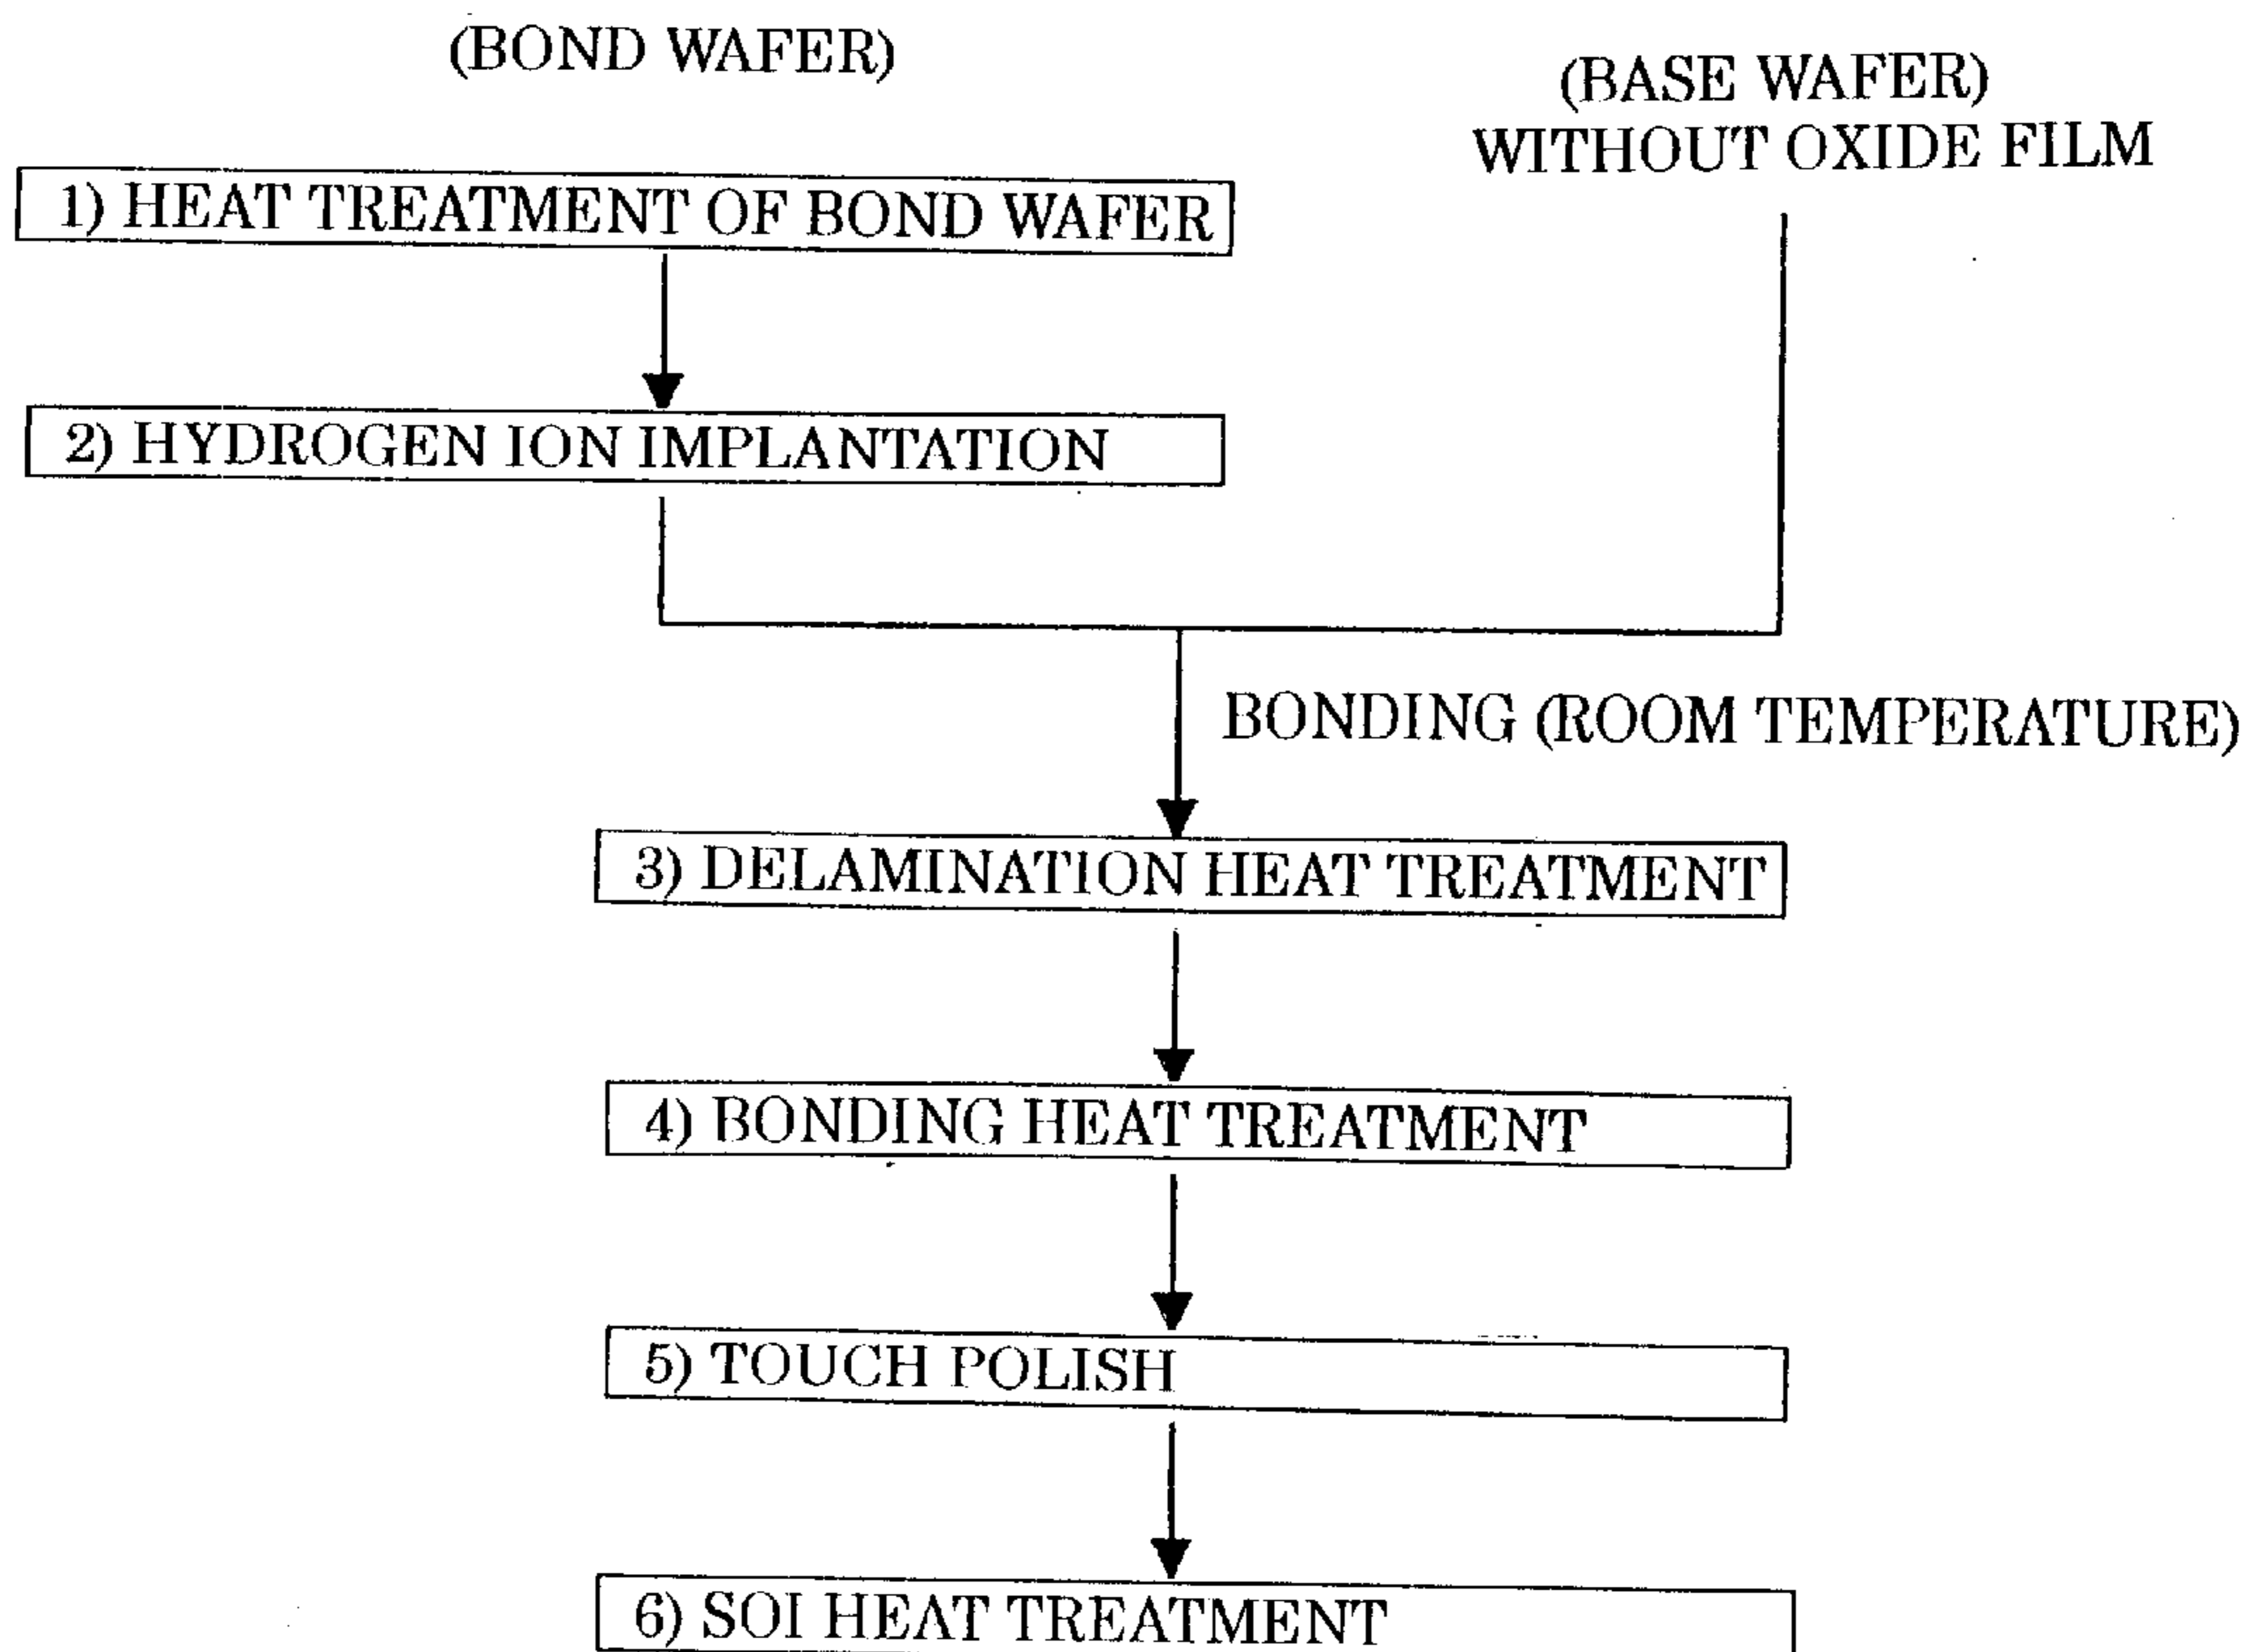 (BOND WAFER)
(BASE WAFER)
WITHOUT OXIDE FILM
1) HEAT TREATMENT OF BOND WAFER
2) HYDROGEN ION IMPLANTATION
BONDING (ROOM TEMPERATURE)
3) DELAMINATION HEAT TREATMENT
4) BONDING HEAT TREATMENT
5) TOUCH POLISH
6) SOI HEAT TREATMENT